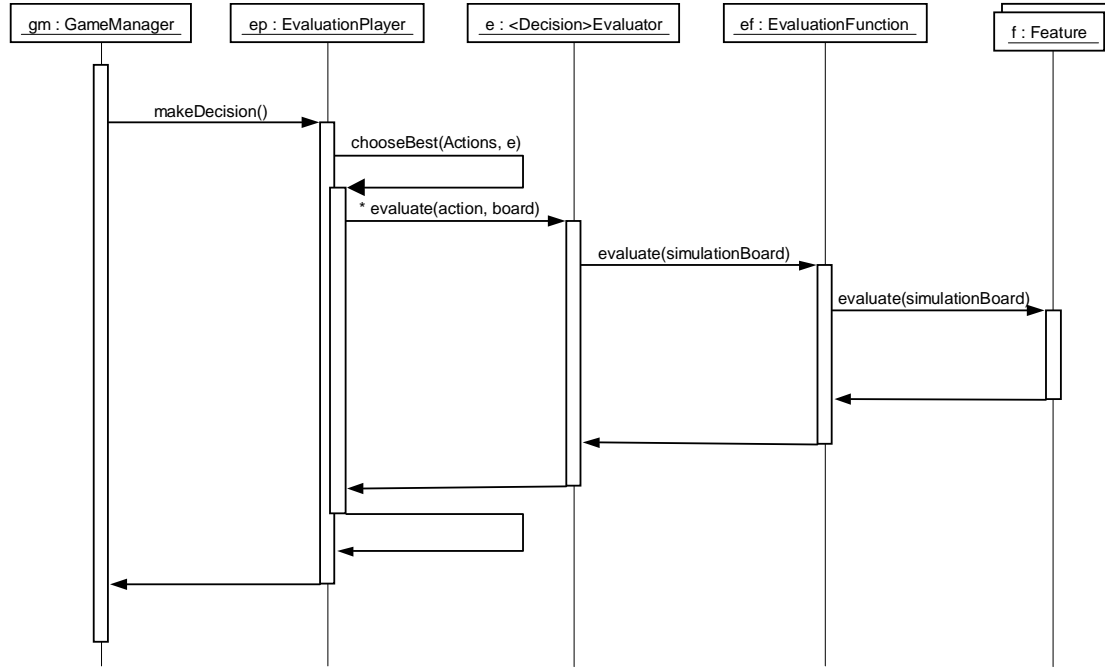 gm : GameManager
ep : EvaluationPlayer
e : <Decision>Evaluator
ef : EvaluationFunction
f : Feature
makeDecision()
chooseBest(Actions, e)
* evaluate(action, board)
evaluate(simulationBoard)
evaluate(simulationBoard)